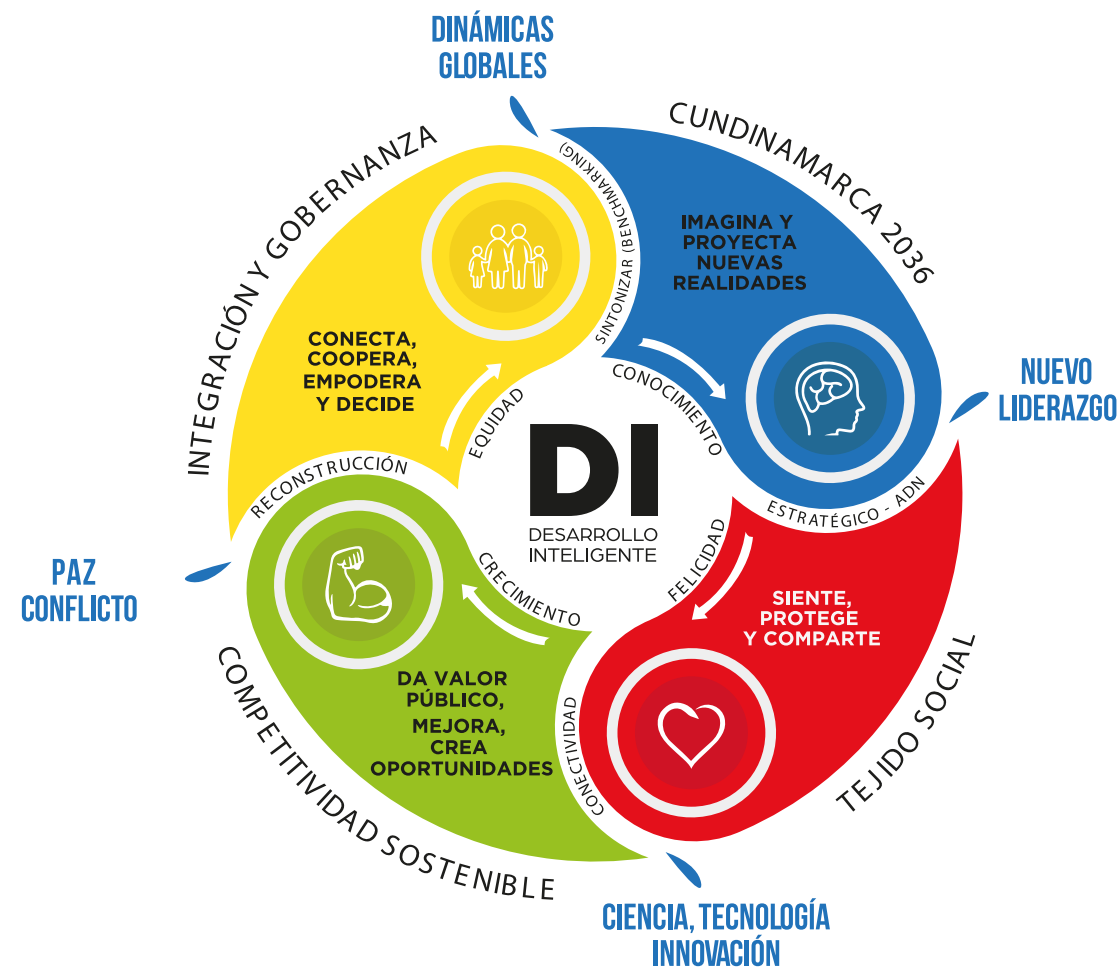 DINÁMICAS
GLOBALES
CUNDINAMARCA 2036
IMAGINA Y
PROYECTA
NUEVAS
REALIDADES
SINTONIZAR (BENCHMARKING)
CONOCIMIENTO
NUEVO
LIDERAZGO
ESTRATÉGICO - ADN
FELICIDAD
SIENTE,
PROTEGE
Y COMPARTE
TEJIDO SOCIAL
CIENCIA, TECNOLOGÍA
INNOVACIÓN
CONECTIVIDAD
CRECIMIENTO
DA VALOR
PÚBLICO,
MEJORA,
CREA
OPORTUNIDADES
COMPETITIVIDAD SOSTENIBLE
PAZ
CONFLICTO
RECONSTRUCCIÓN
EQUIDAD
CONECTA,
COOPERA,
EMPODERA
Y DECIDE
INTEGRACIÓN Y GOBERNANZA
DI
DESARROLLO
INTELIGENTE